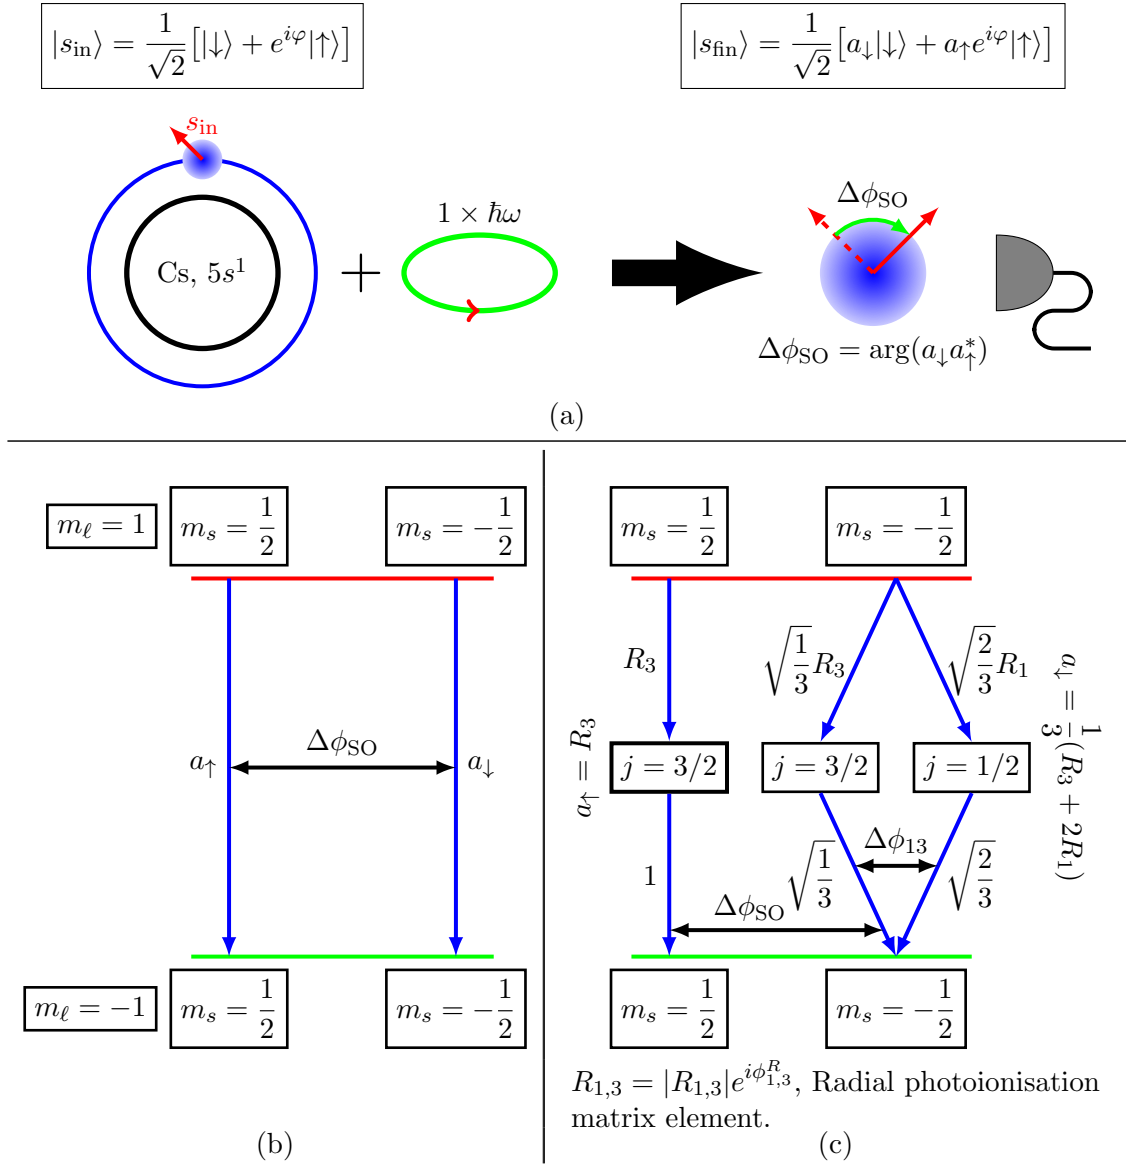 |s_in⟩ = 1/√2 [|↓⟩ + e^{iφ}|↑⟩]
|s_fin⟩ = 1/√2 [a_↓|↓⟩ + a_↑e^{iφ}|↑⟩]
s_in
Cs, 5s¹
+
1 × ħω
Δϕ_SO
Δϕ_SO = arg(a_↓a_↑^*)
(a)
m_ℓ = 1
m_s = 1/2
m_s = −1/2
a_↑
Δϕ_SO
a_↓
m_ℓ = −1
m_s = 1/2
m_s = −1/2
(b)
m_s = 1/2
m_s = −1/2
R_3
√(1/3)R_3
√(2/3)R_1
a_↑ = R_3
j = 3/2
j = 3/2
j = 1/2
a_↓ = 1/3(R_3 + 2R_1)
1
√(1/3)
Δϕ_13
√(2/3)
Δϕ_SO
m_s = 1/2
m_s = −1/2
R_{1,3} = |R_{1,3}|e^{iϕ^R_{1,3}}, Radial photoionisation
matrix element.
(c)